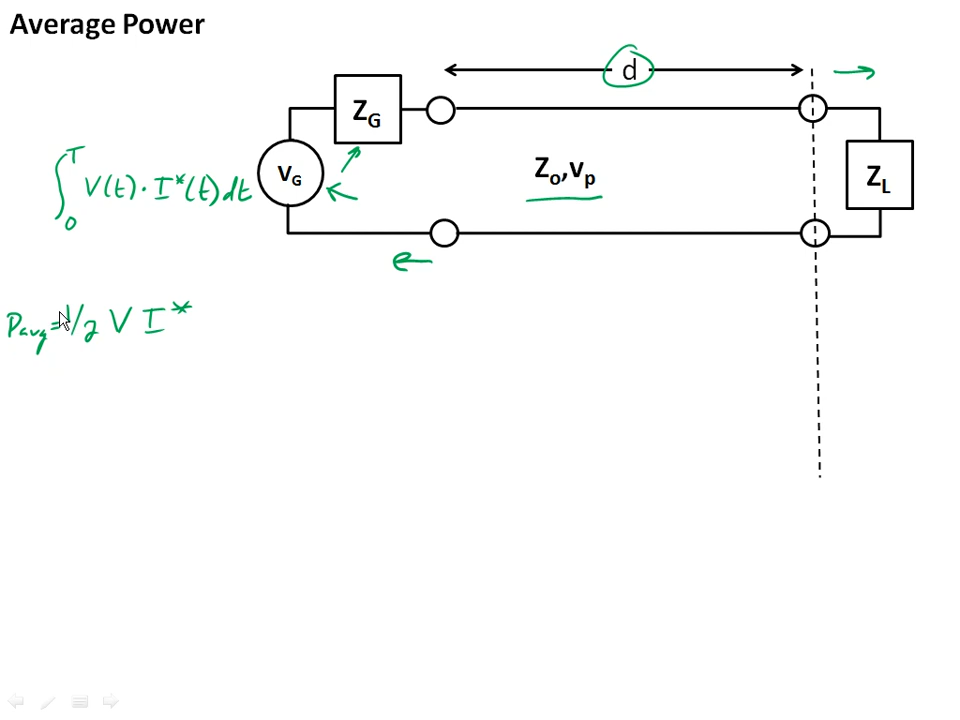 Average Power
d
Z_G
V_G
Z_o,v_p
Z_L
∫_0^T V(t)·I*(t)dt
P_avg=1/2 V I*